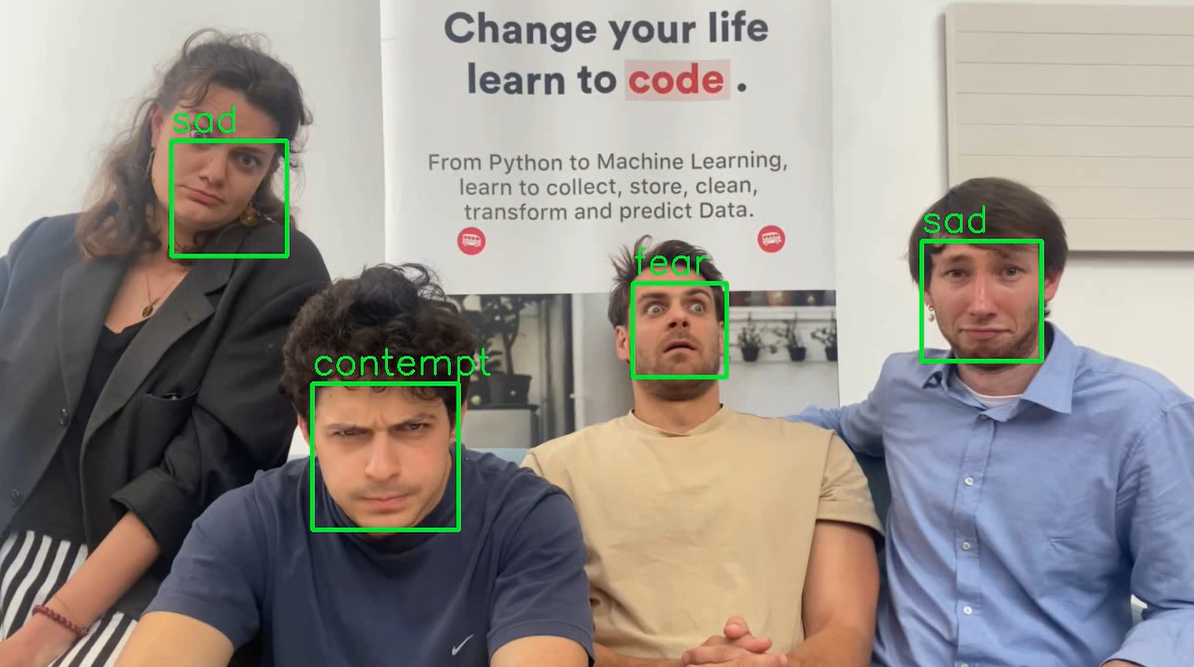 Change your life
learn to code .
From Python to Machine Learning,
learn to collect, store, clean,
transform and predict Data.
sad
sad
fear
contempt